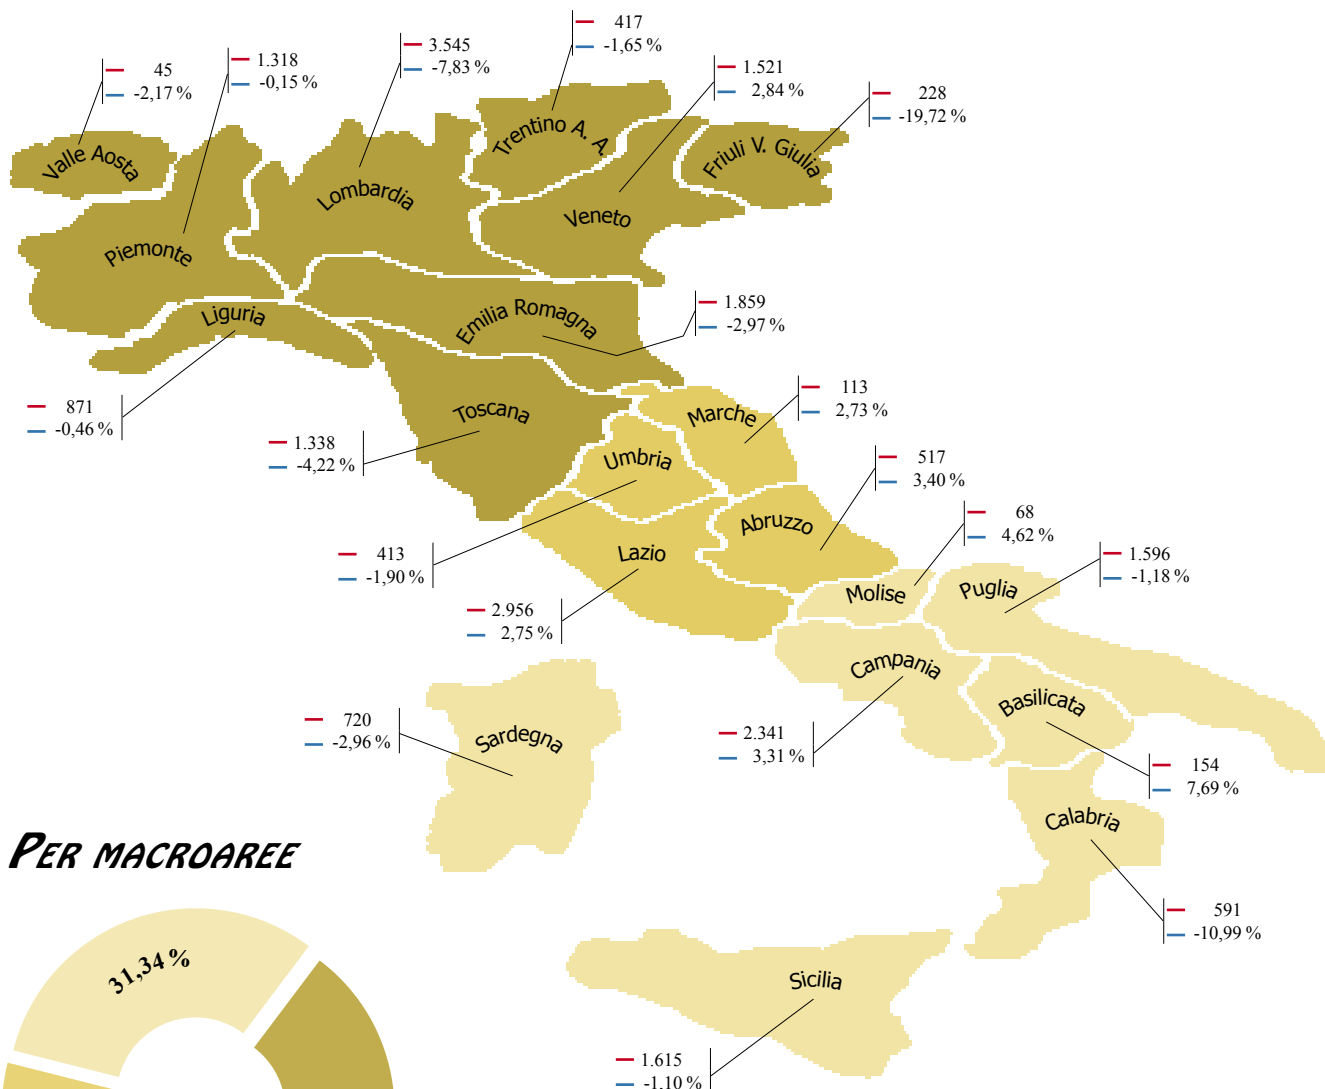 417
-1,65 %
3.545
-7,83 %
1.318
-0,15 %
45
-2,17 %
1.521
2,84 %
228
-19,72 %
Valle Aosta
Piemonte
Lombardia
Trentino A. A.
Veneto
Friuli V. Giulia
Liguria
Emilia Romagna
1.859
-2,97 %
871
-0,46 %
Toscana
1.338
-4,22 %
Marche
113
2,73 %
Umbria
413
-1,90 %
Abruzzo
517
3,40 %
Lazio
2.956
2,75 %
Molise
68
4,62 %
Puglia
1.596
-1,18 %
Campania
2.341
3,31 %
Basilicata
154
7,69 %
Sardegna
720
-2,96 %
Calabria
591
-10,99 %
Sicilia
1.615
-1,10 %
PER MACROAREE
31,34 %